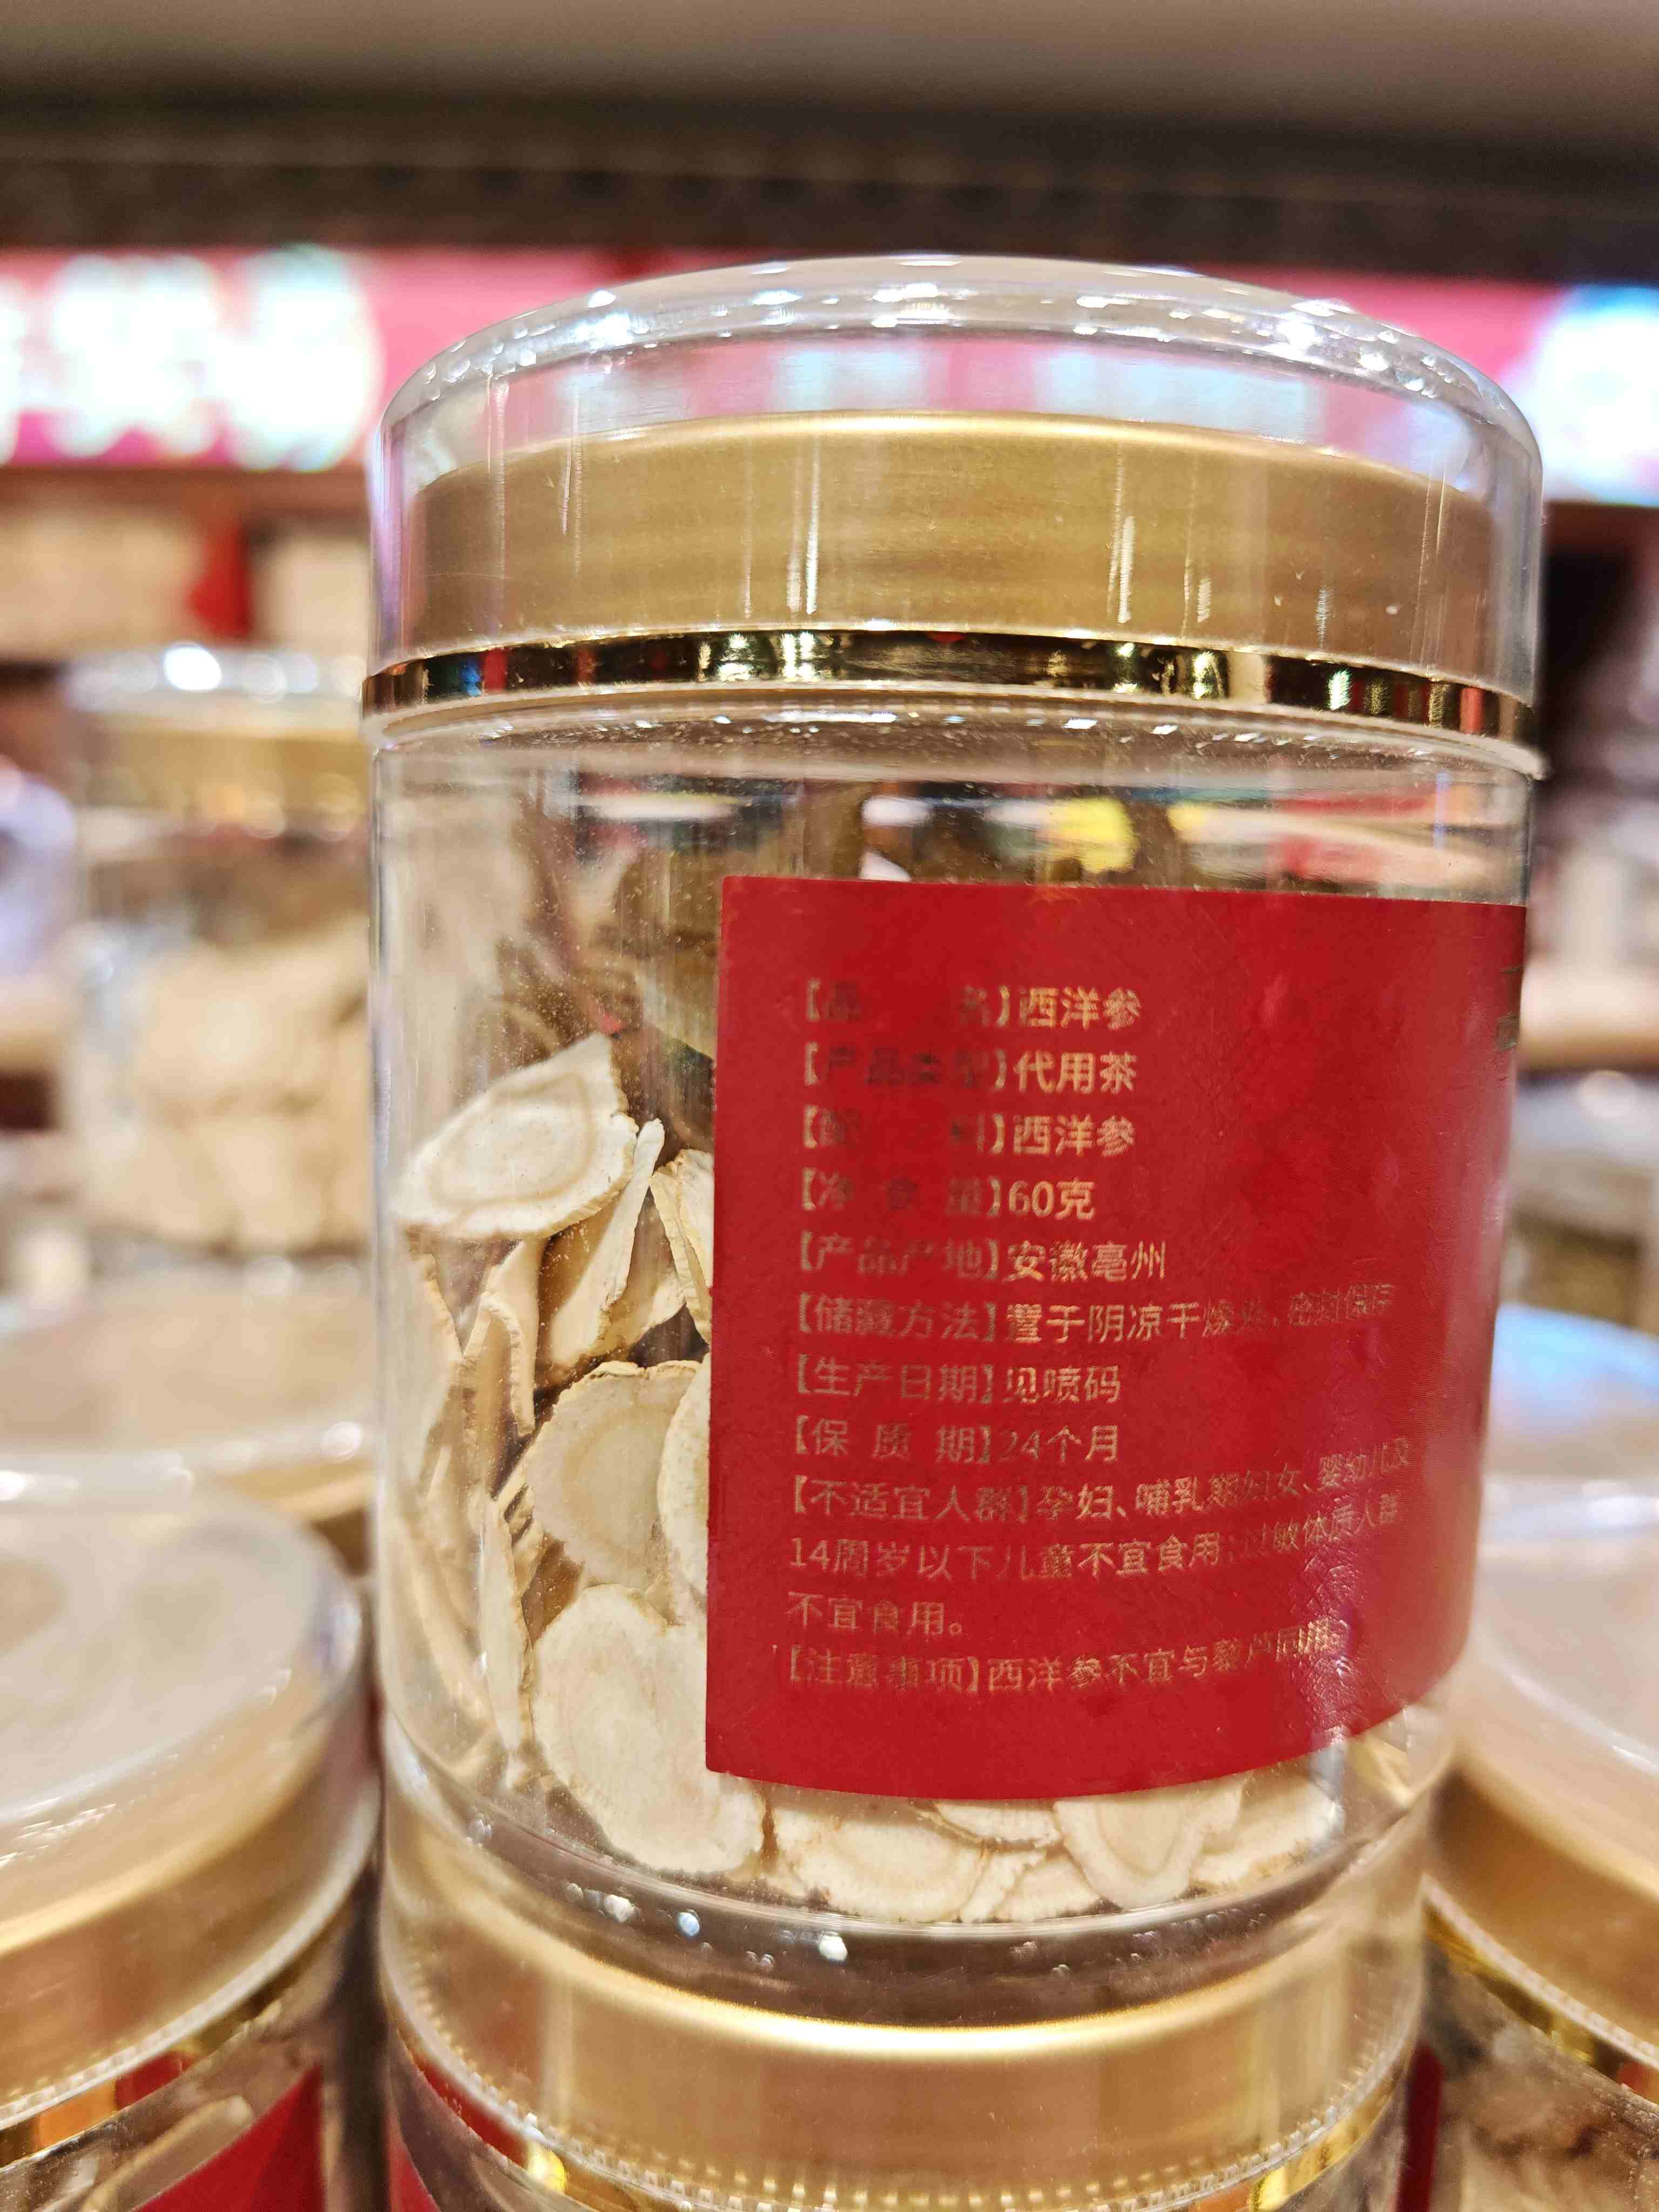 【品 名】西洋参
【产品类型】代用茶
【配 料】西洋参
【净 含 量】60克
【产品产地】安徽亳州
【储藏方法】置于阴凉干燥处，密封保存
【生产日期】见喷码
【保 质 期】24个月
【不适宜人群】孕妇、哺乳期妇女、婴幼儿及
14周岁以下儿童不宜食用；过敏体质人群
不宜食用。
【注意事项】西洋参不宜与藜芦同用。